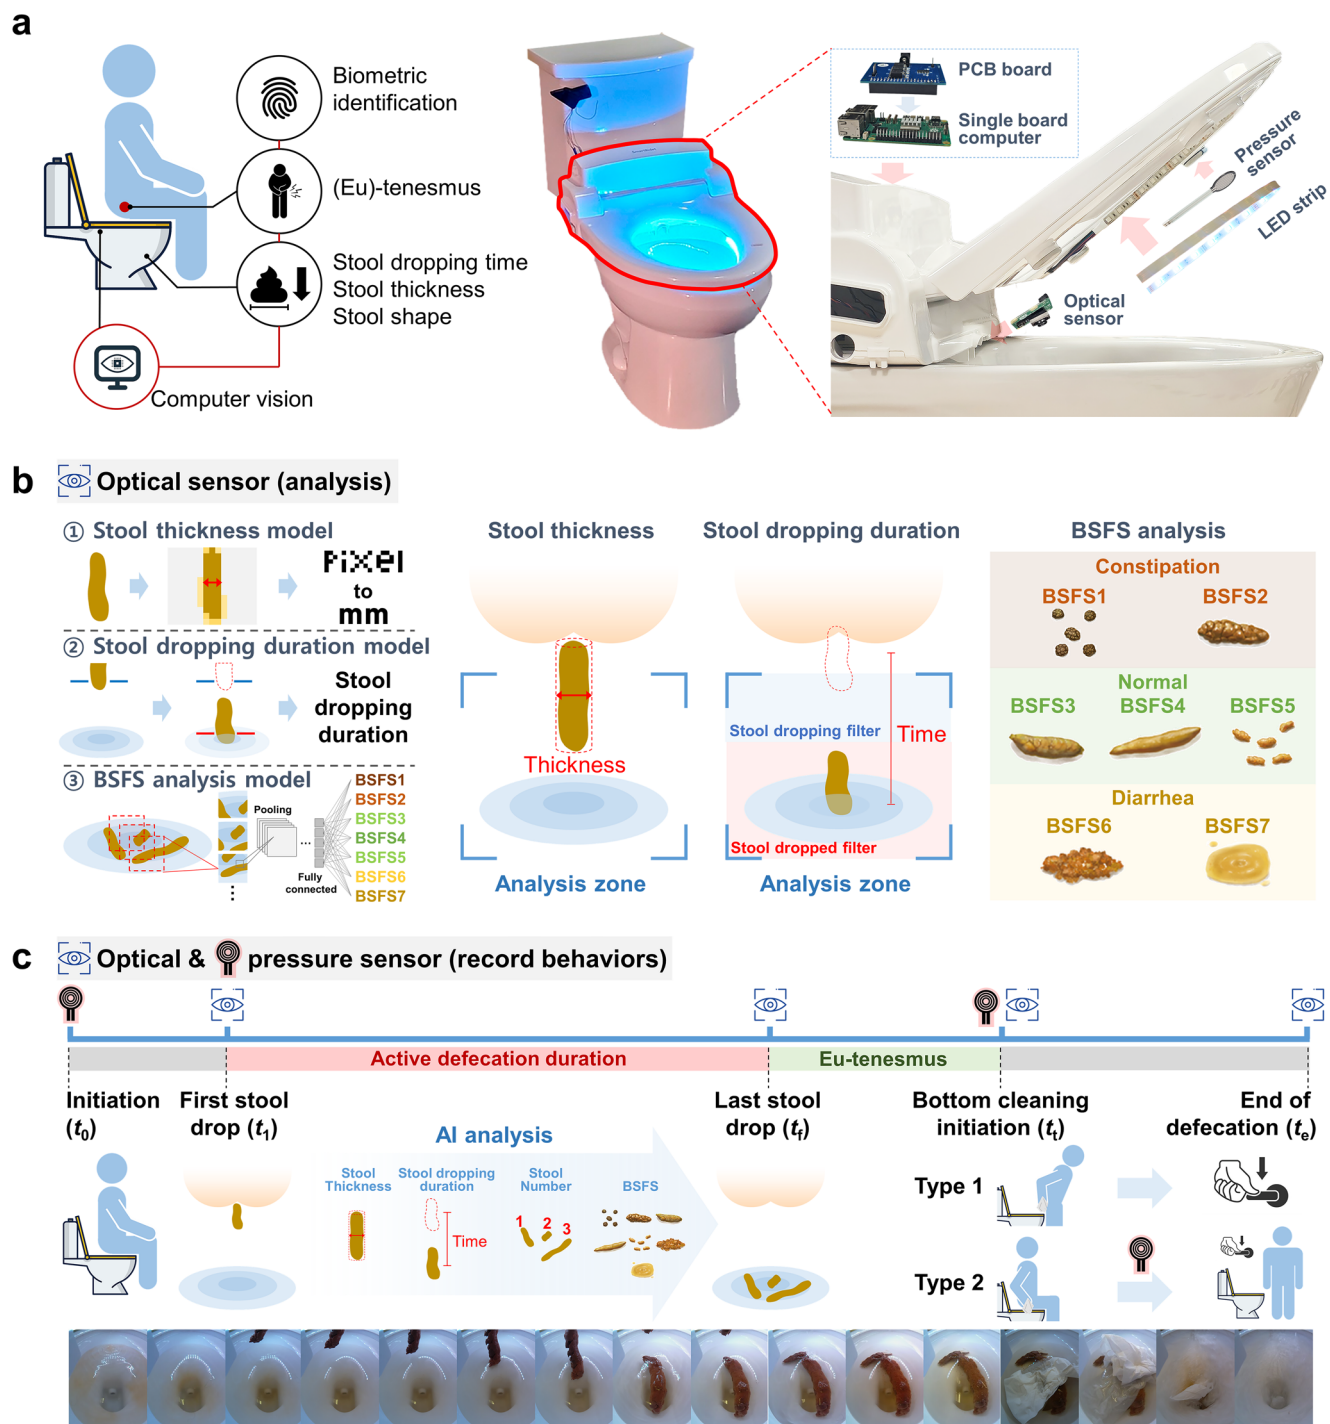 a
Biometric
identification
(Eu)-tenesmus
Stool dropping time
Stool thickness
Stool shape
Computer vision
PCB board
Single board
computer
Pressure
sensor
LED strip
Optical
sensor
b
Optical sensor (analysis)
① Stool thickness model
Pixel
to
mm
② Stool dropping duration model
Stool
dropping
duration
③ BSFS analysis model
Pooling
...
Fully
connected
BSFS1
BSFS2
BSFS3
BSFS4
BSFS5
BSFS6
BSFS7
Stool thickness
Thickness
Analysis zone
Stool dropping duration
Stool dropping filter
Time
Stool dropped filter
Analysis zone
BSFS analysis
Constipation
BSFS1
BSFS2
Normal
BSFS3
BSFS4
BSFS5
Diarrhea
BSFS6
BSFS7
c
Optical & pressure sensor (record behaviors)
Active defecation duration
Eu-tenesmus
Initiation
(t0)
First stool
drop (t1)
Last stool
drop (tf)
Bottom cleaning
initiation (tt)
End of
defecation (te)
AI analysis
Stool
Thickness
Stool dropping
duration
Time
Stool
Number
1
2
3
BSFS
Type 1
Type 2